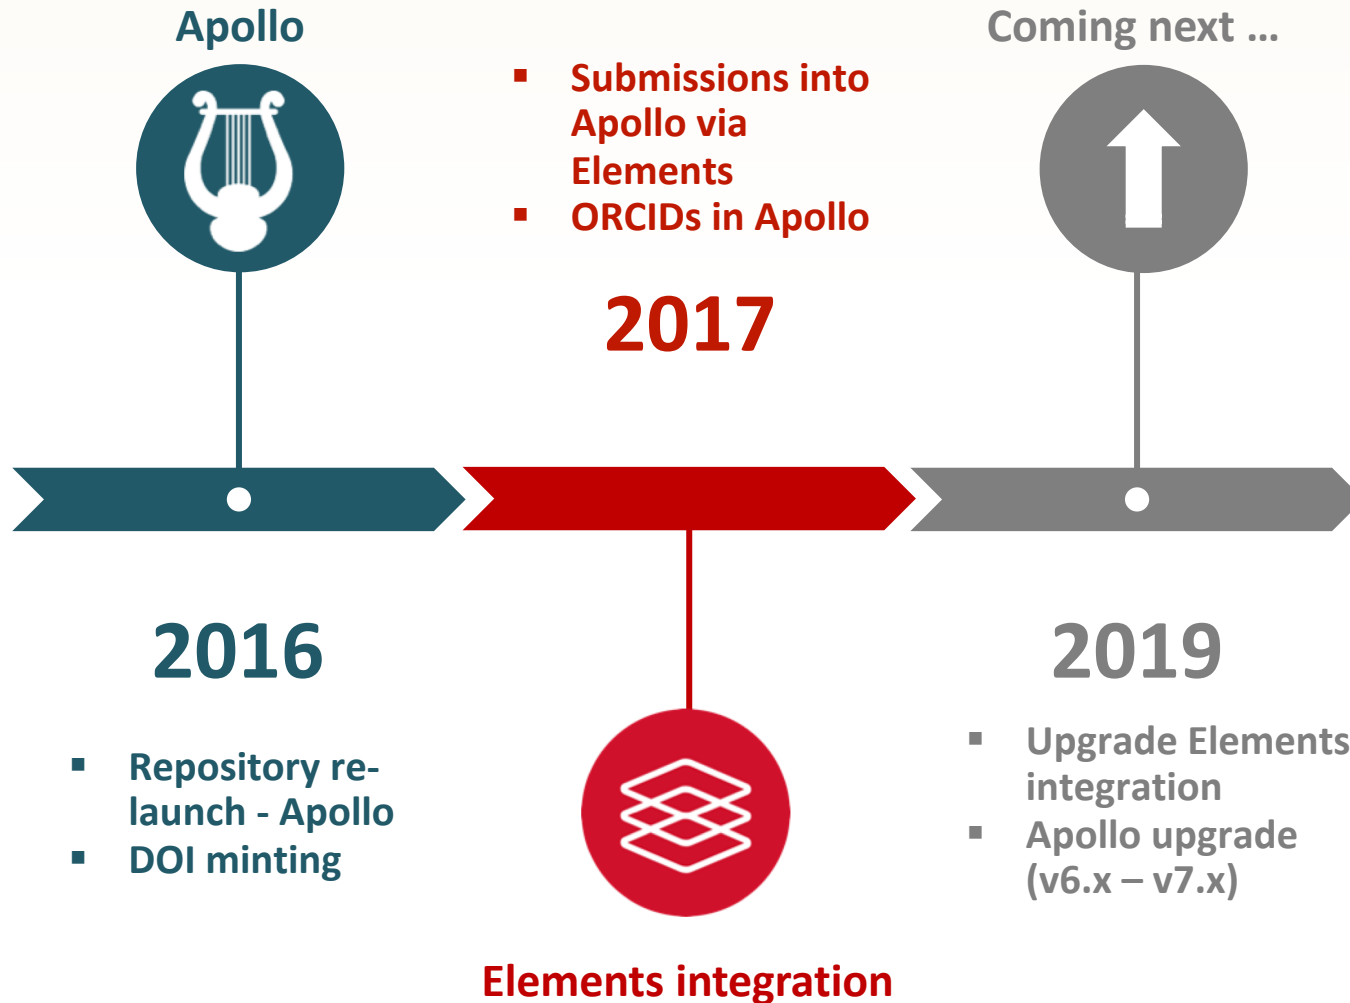 Apollo
2016
▪ Repository re-
launch - Apollo
▪ DOI minting
▪ Submissions into
Apollo via
Elements
▪ ORCIDs in Apollo
2017
Elements integration
Coming next ...
2019
▪ Upgrade Elements
integration
▪ Apollo upgrade
(v6.x – v7.x)